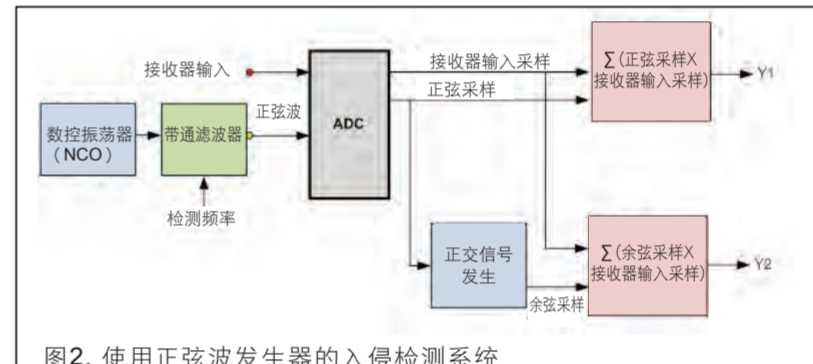 接收器输入
接收器输入采样
∑(正弦采样X
接收器输入采样)
Y1
正弦波
正弦采样
数控振荡器
(NCO)
带通滤波器
ADC
检测频率
正交信号
发生
余弦采样
∑(余弦采样X
接收器输入采样)
Y2
图2. 使用正弦波发生器的入侵检测系统